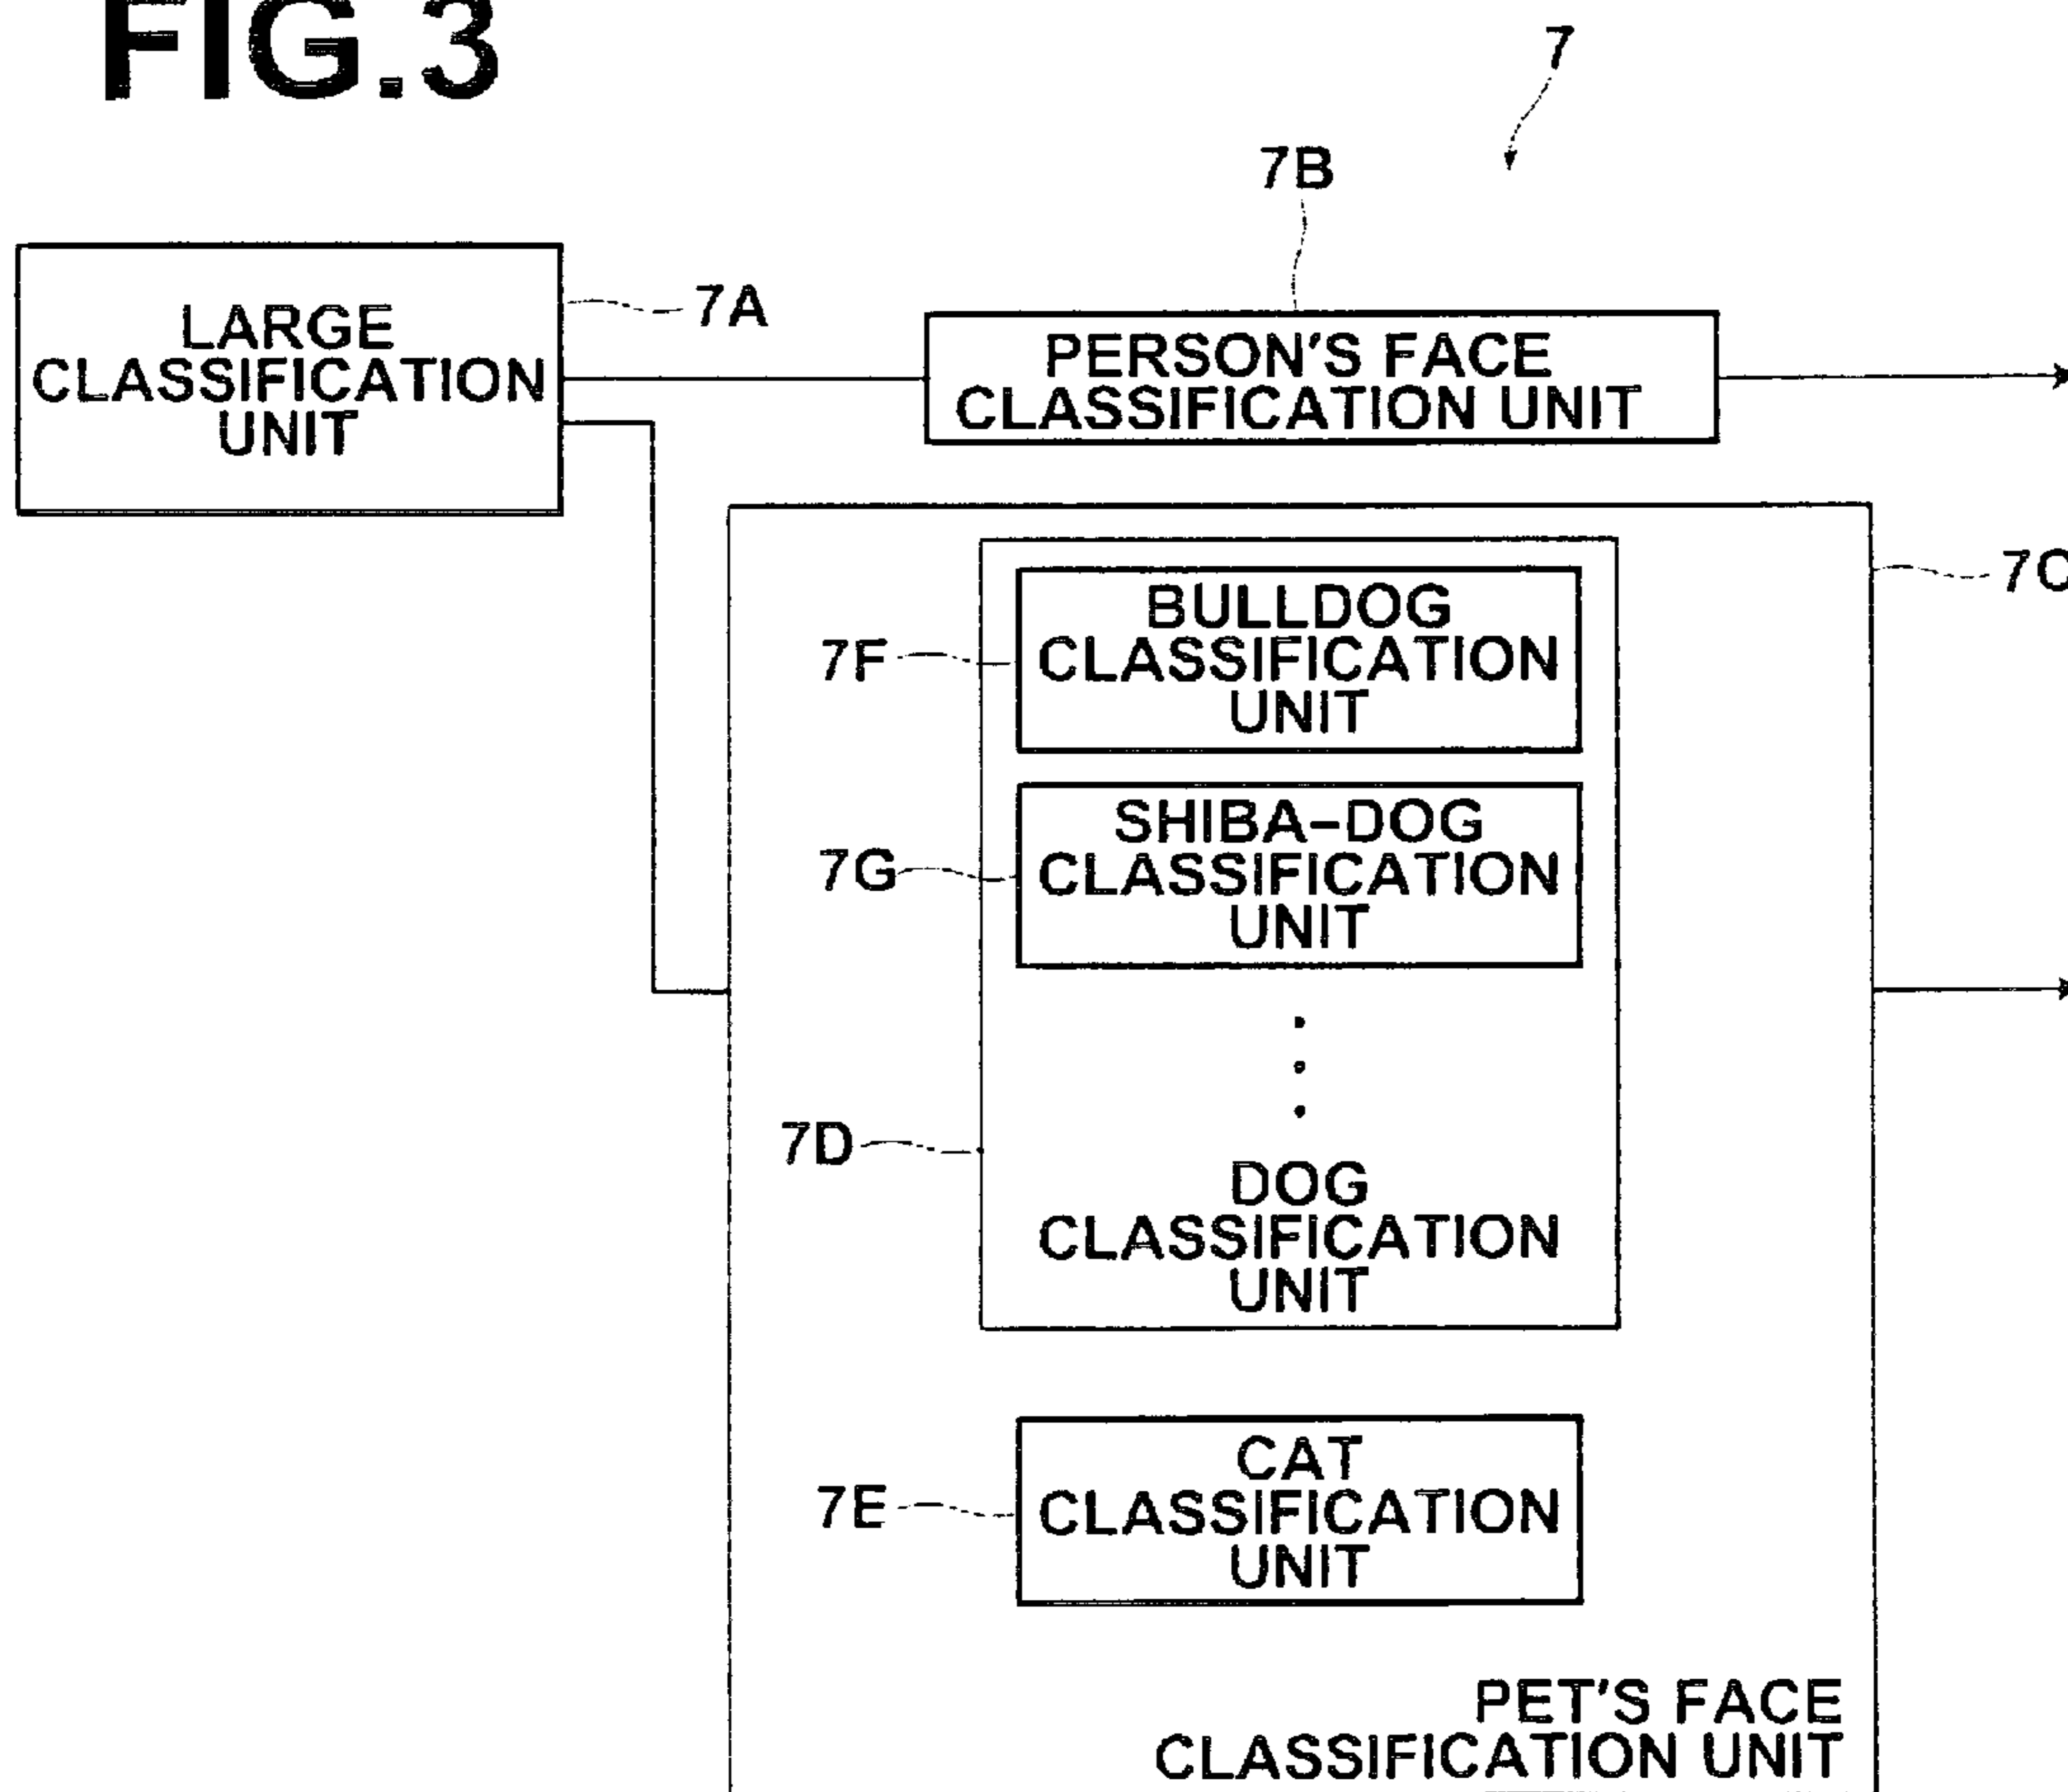 FIG.3
7
7B
LARGE
CLASSIFICATION
UNIT
7A
PERSON'S FACE
CLASSIFICATION UNIT
7C
BULLDOG
CLASSIFICATION
UNIT
7F
SHIBA-DOG
CLASSIFICATION
UNIT
7G
7D
DOG
CLASSIFICATION
UNIT
CAT
CLASSIFICATION
UNIT
7E
PET'S FACE
CLASSIFICATION UNIT